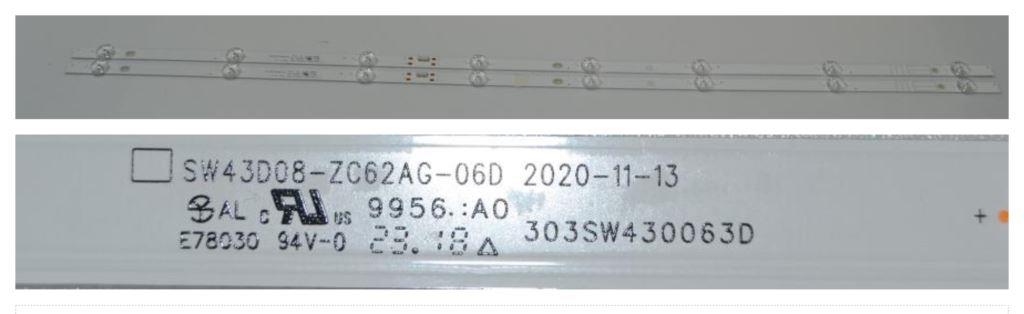 SW43D08-ZC62AG-06D 2020-11-13
AL c US 9956.:A0
E78030 94V-0 23.18 303SW430063D